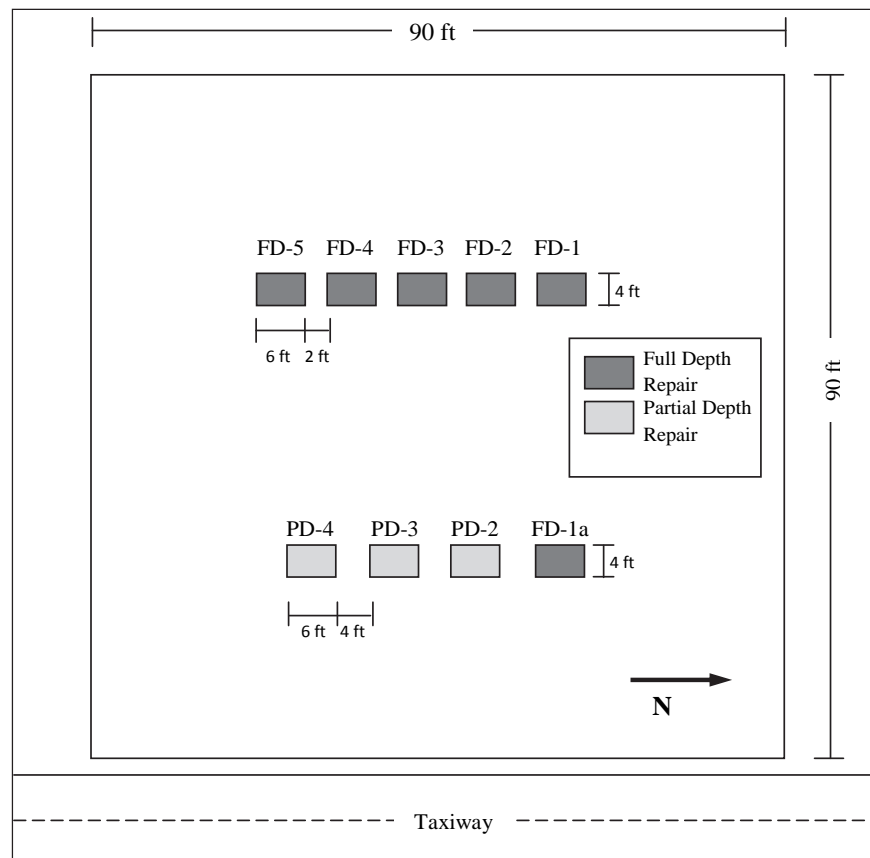 90 ft
FD-5 FD-4 FD-3 FD-2 FD-1
4 ft
6 ft 2 ft
Full Depth
Repair
Partial Depth
Repair
90 ft
PD-4 PD-3 PD-2 FD-1a
4 ft
6 ft 4 ft
N
Taxiway